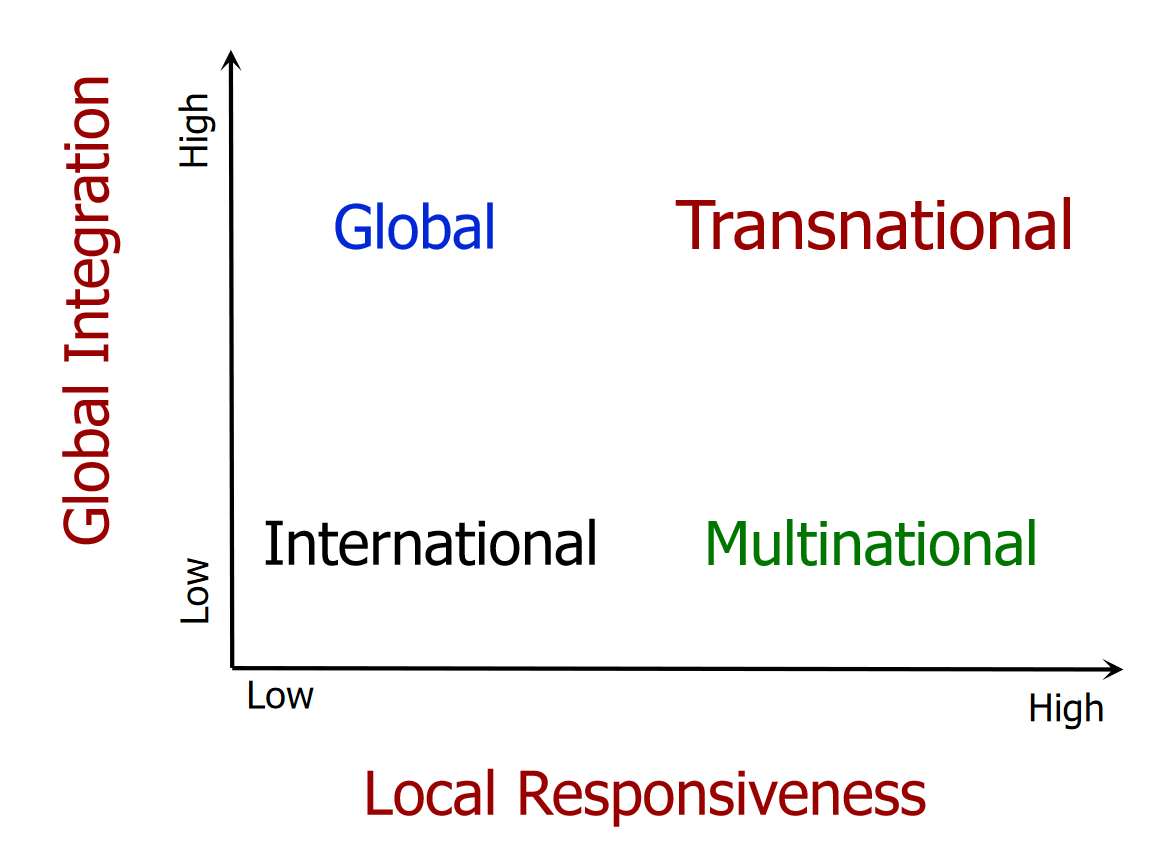 Global Integration
High
Global
Transnational
International
Multinational
Low
Low
High
Local Responsiveness